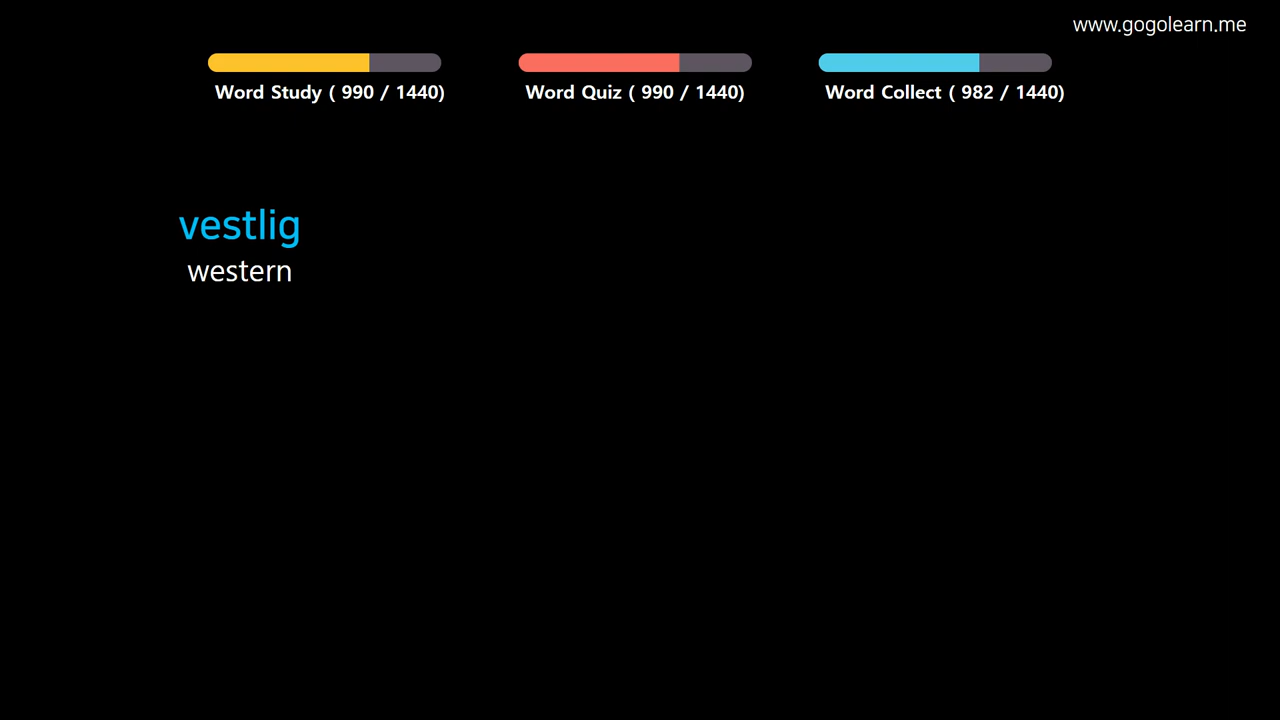 www.gogolearn.me
Word Study ( 990 / 1440)
Word Quiz ( 990 / 1440)
Word Collect ( 982 / 1440)
vestlig
western